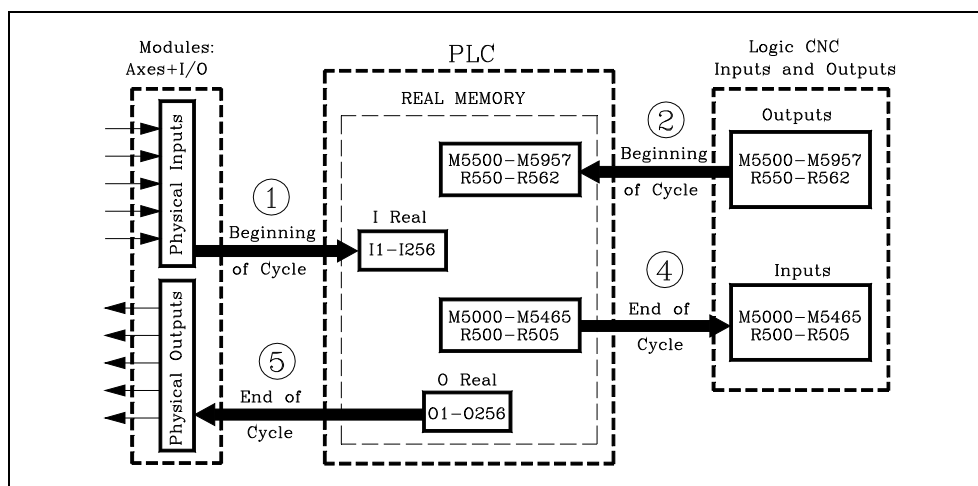 Modules:
Axes+I/O
PLC
Logic CNC
Inputs and Outputs
REAL MEMORY
Physical Inputs
1
Beginning
of Cycle
I Real
I1-I256
M5500-M5957
R550-R562
2
Beginning
of Cycle
Outputs
M5500-M5957
R550-R562
Physical Outputs
5
End of
Cycle
O Real
O1-O256
M5000-M5465
R500-R505
4
End of
Cycle
Inputs
M5000-M5465
R500-R505